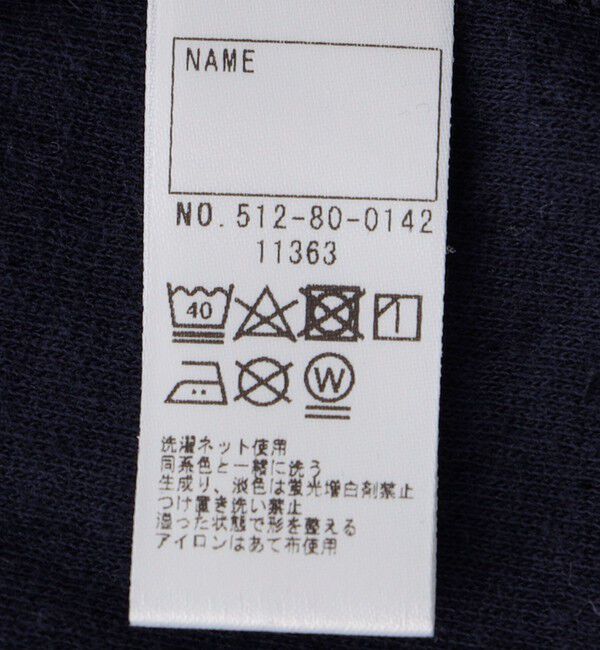 NAME
NO. 512-80-0142
11363
40
W
洗濯ネット使用
同系色と一緒に洗う
生成り、淡色は蛍光増白剤禁止
つけ置き洗い禁止
湿った状態で形を整える
アイロンはあて布使用